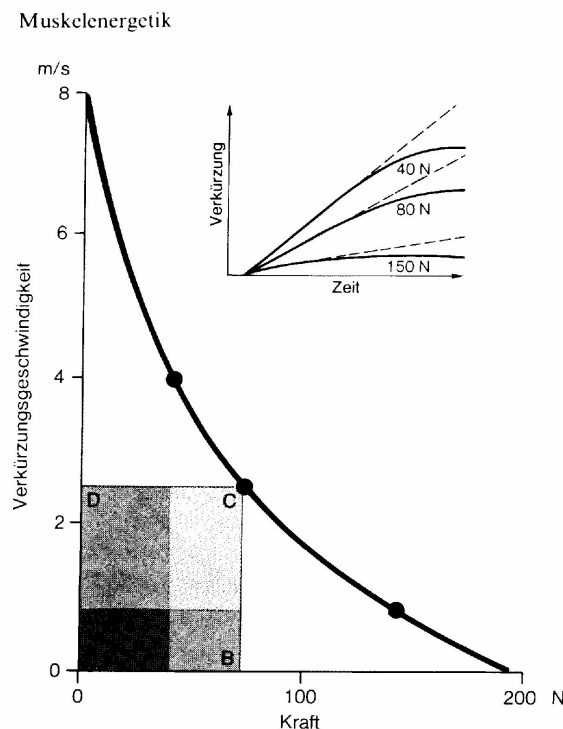 Muskelenergetik
m/s
8
6
4
2
0
Verkürzungsgeschwindigkeit
Verkürzung
40 N
80 N
150 N
Zeit
D
C
B
0
100
200
N
Kraft